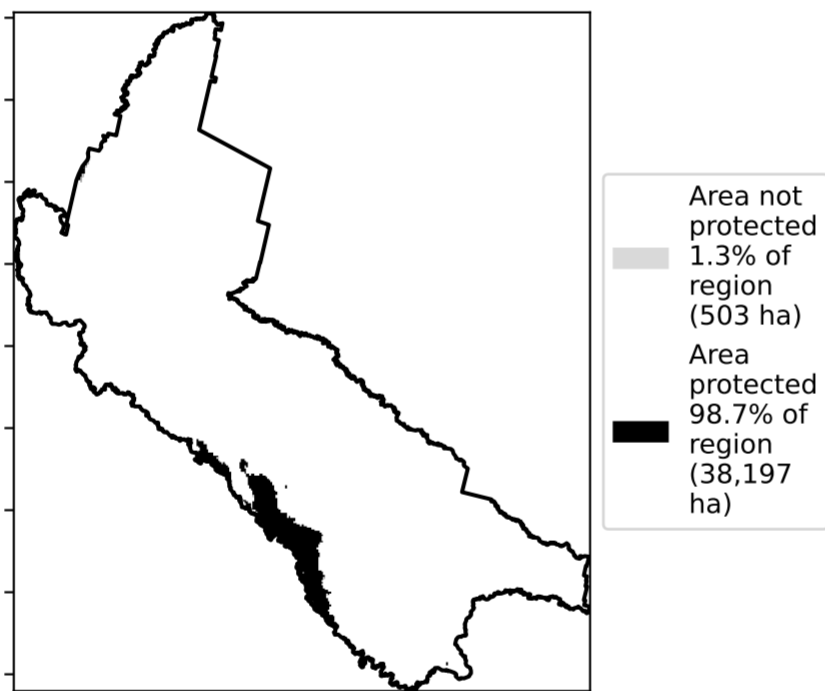 Area not
protected
1.3% of
region
(503 ha)
Area
protected
98.7% of
region
(38,197
ha)